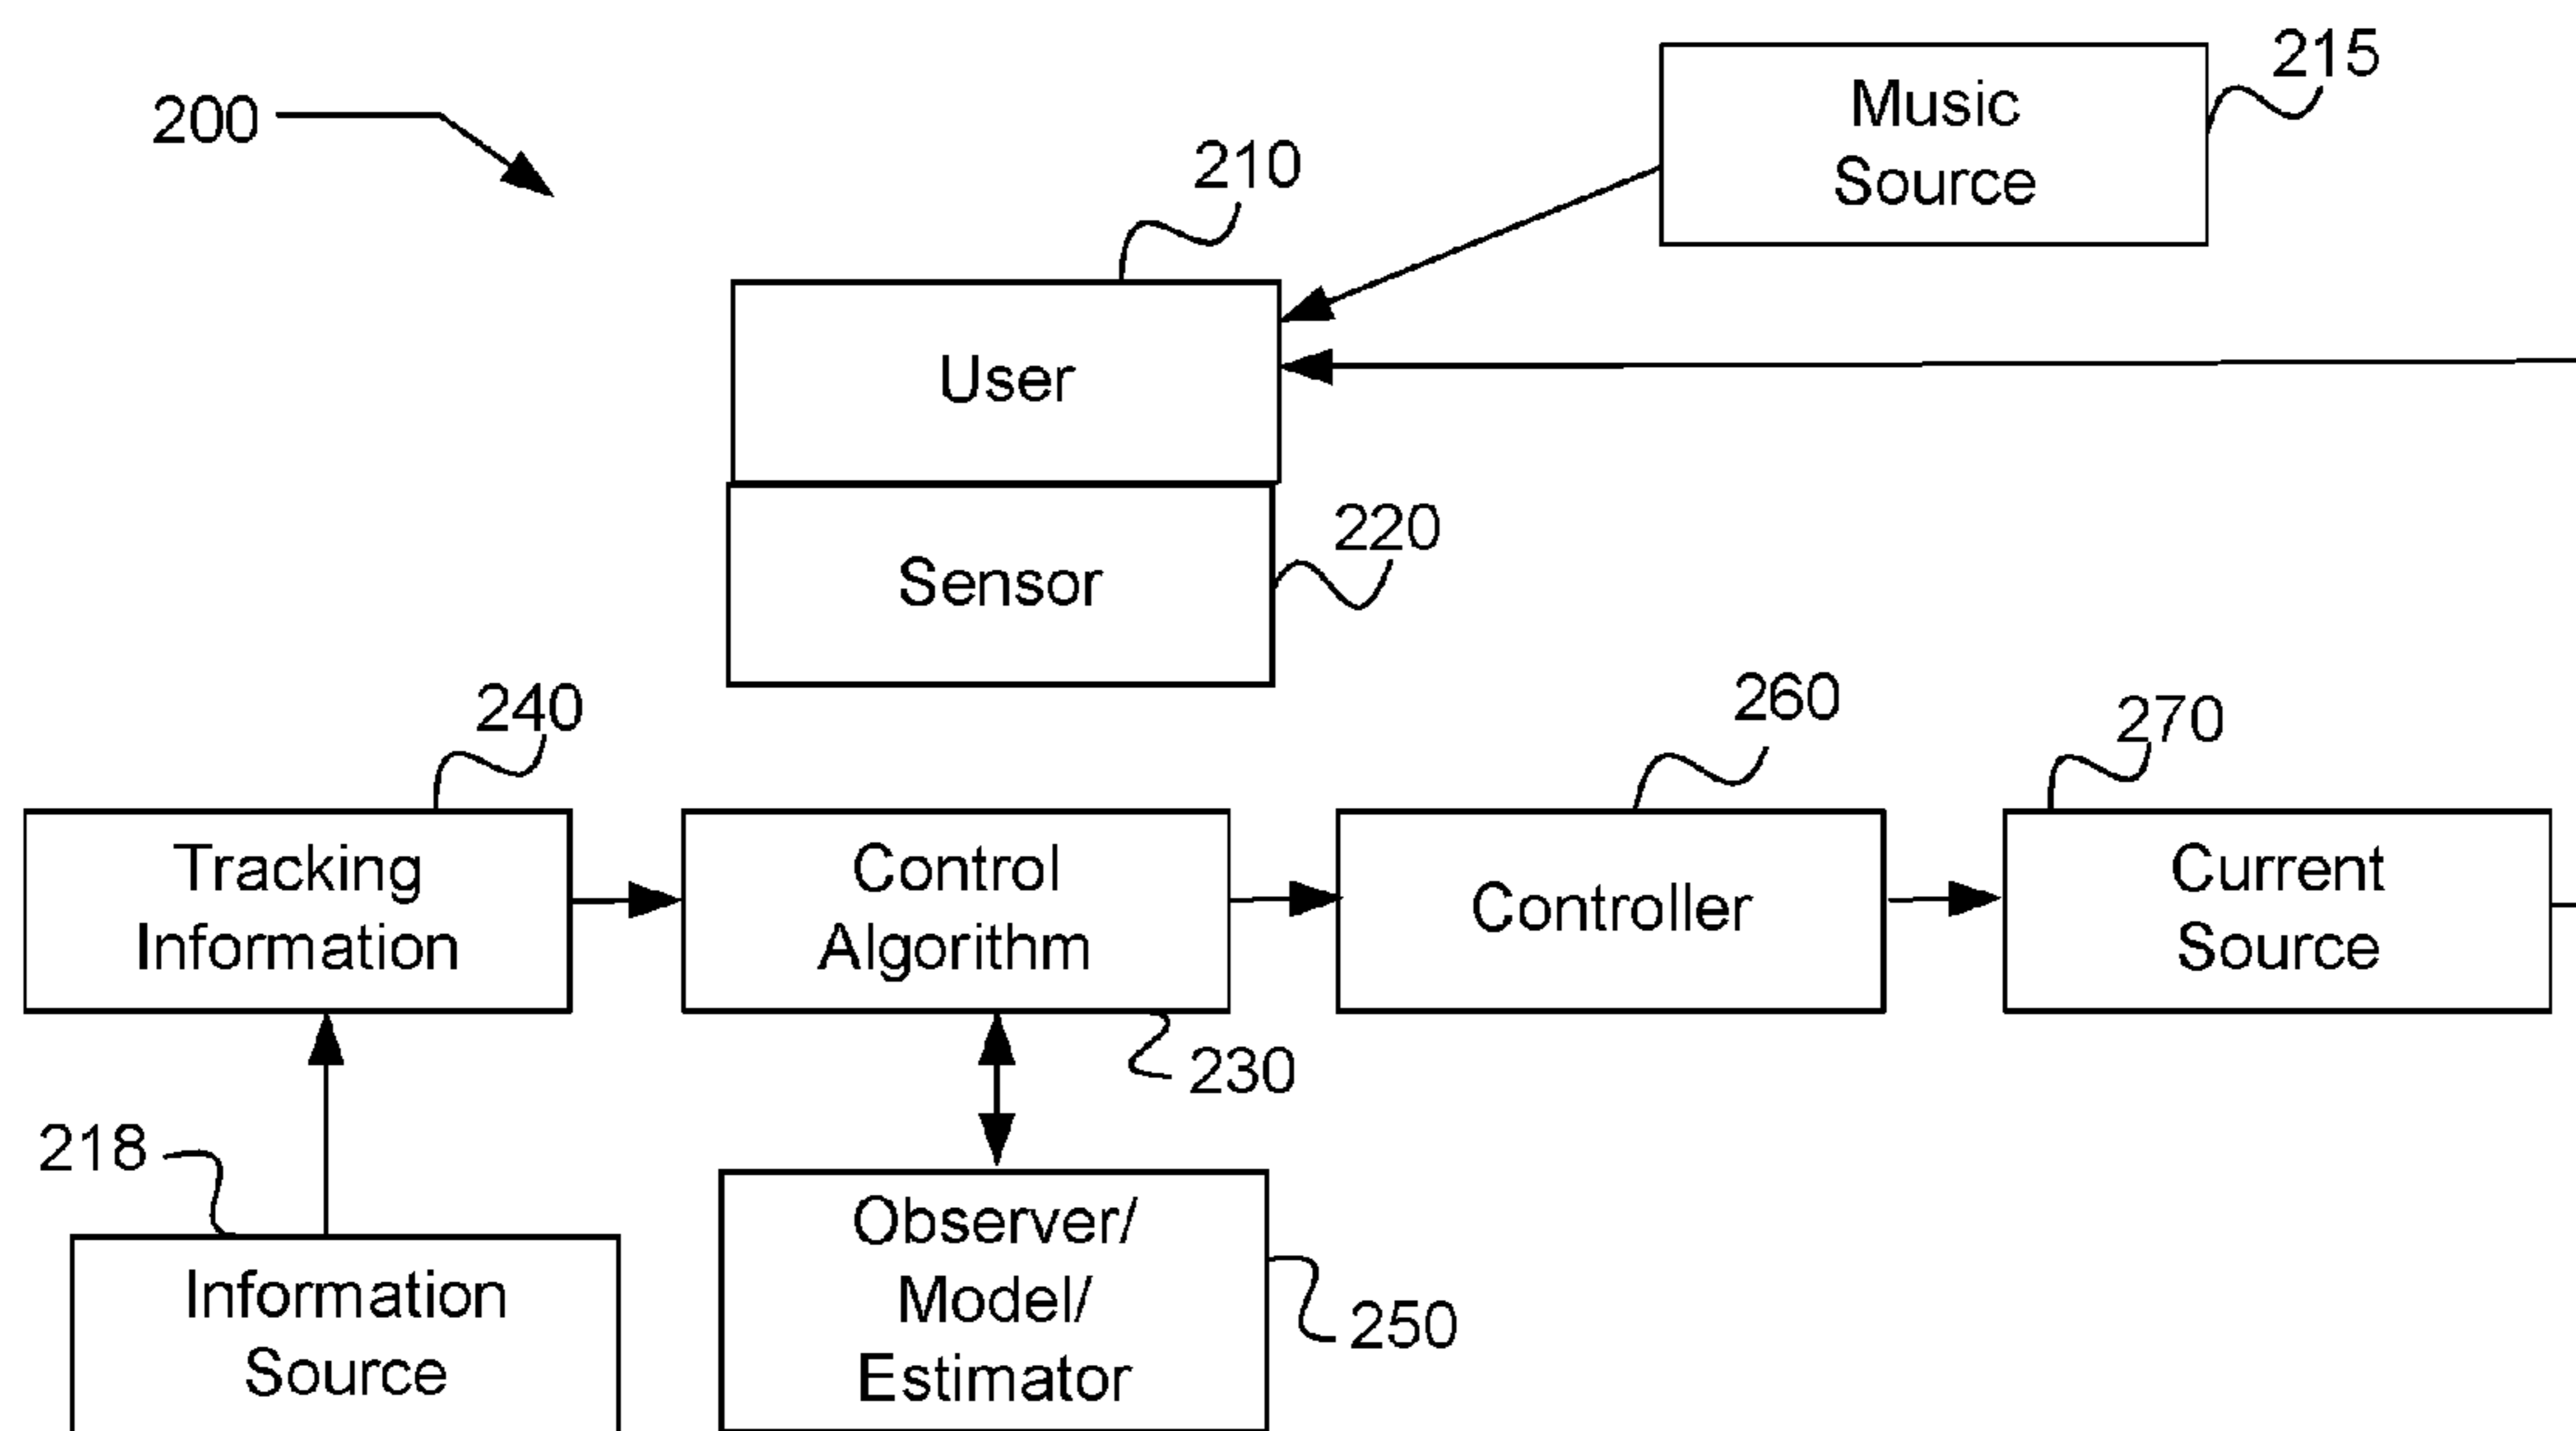 200
215
Music
Source
210
User
220
Sensor
240
260
270
Tracking
Information
Control
Algorithm
Controller
Current
Source
230
218
Information
Source
Observer/
Model/
Estimator
250